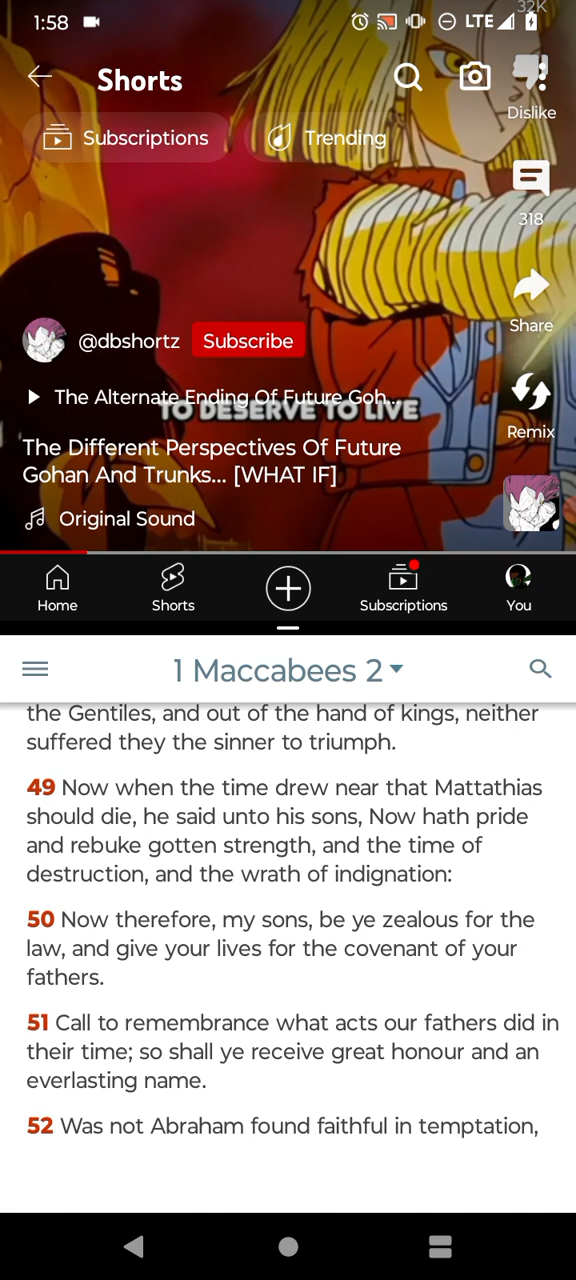 1:58
LTE
32K
Shorts
Dislike
Subscriptions
Trending
318
Share
@dbshortz
Subscribe
The Alternate Ending Of Future Goh...
TO DESERVE TO LIVE
Remix
The Different Perspectives Of Future
Gohan And Trunks... [WHAT IF]
Original Sound
Home
Shorts
Subscriptions
You
1 Maccabees 2
the Gentiles, and out of the hand of kings, neither
suffered they the sinner to triumph.
49 Now when the time drew near that Mattathias
should die, he said unto his sons, Now hath pride
and rebuke gotten strength, and the time of
destruction, and the wrath of indignation:
50 Now therefore, my sons, be ye zealous for the
law, and give your lives for the covenant of your
fathers.
51 Call to remembrance what acts our fathers did in
their time; so shall ye receive great honour and an
everlasting name.
52 Was not Abraham found faithful in temptation,